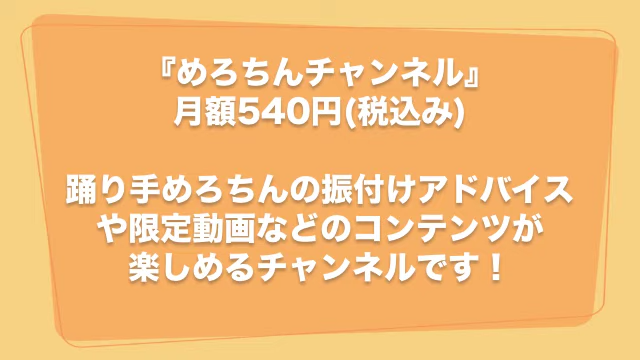 『めろちんチャンネル』
月額540円(税込み)
踊り手めろちんの振付けアドバイス
や限定動画などのコンテンツが
楽しめるチャンネルです！